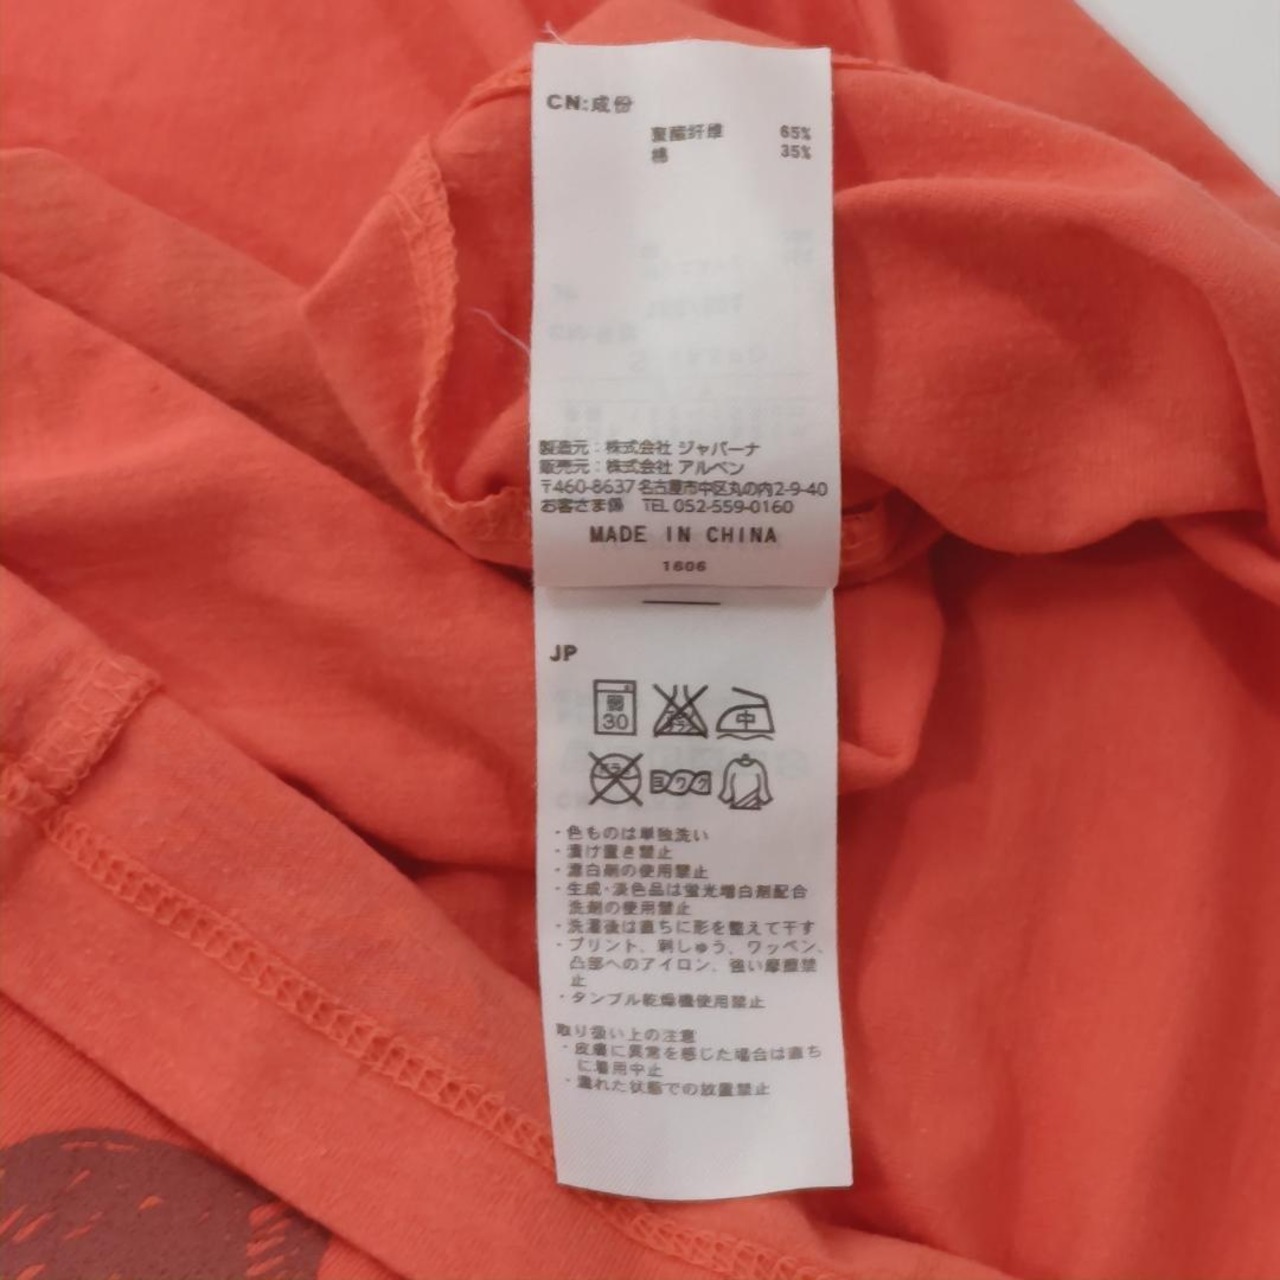 CN:成份
聚酯纤维 65%
棉 35%
製造元：株式会社 ジャパーナ
販売元：株式会社 アルペン
〒460-8637 名古屋市中区丸の内2-9-40
お客さま係 TEL 052-559-0160
MADE IN CHINA
1606
JP
弱
30
中
ヨワク
・色ものは単独洗い
・漬け置き禁止
・漂白剤の使用禁止
・生成・淡色品は蛍光増白剤配合
洗剤の使用禁止
・洗濯後は直ちに形を整えて干す
・プリント、刺しゅう、ワッペン、
凸部へのアイロン、強い摩擦禁
止
・タンブル乾燥機使用禁止
取り扱い上の注意
・皮膚に異常を感じた場合は直ち
に着用中止
・濡れた状態での放置禁止